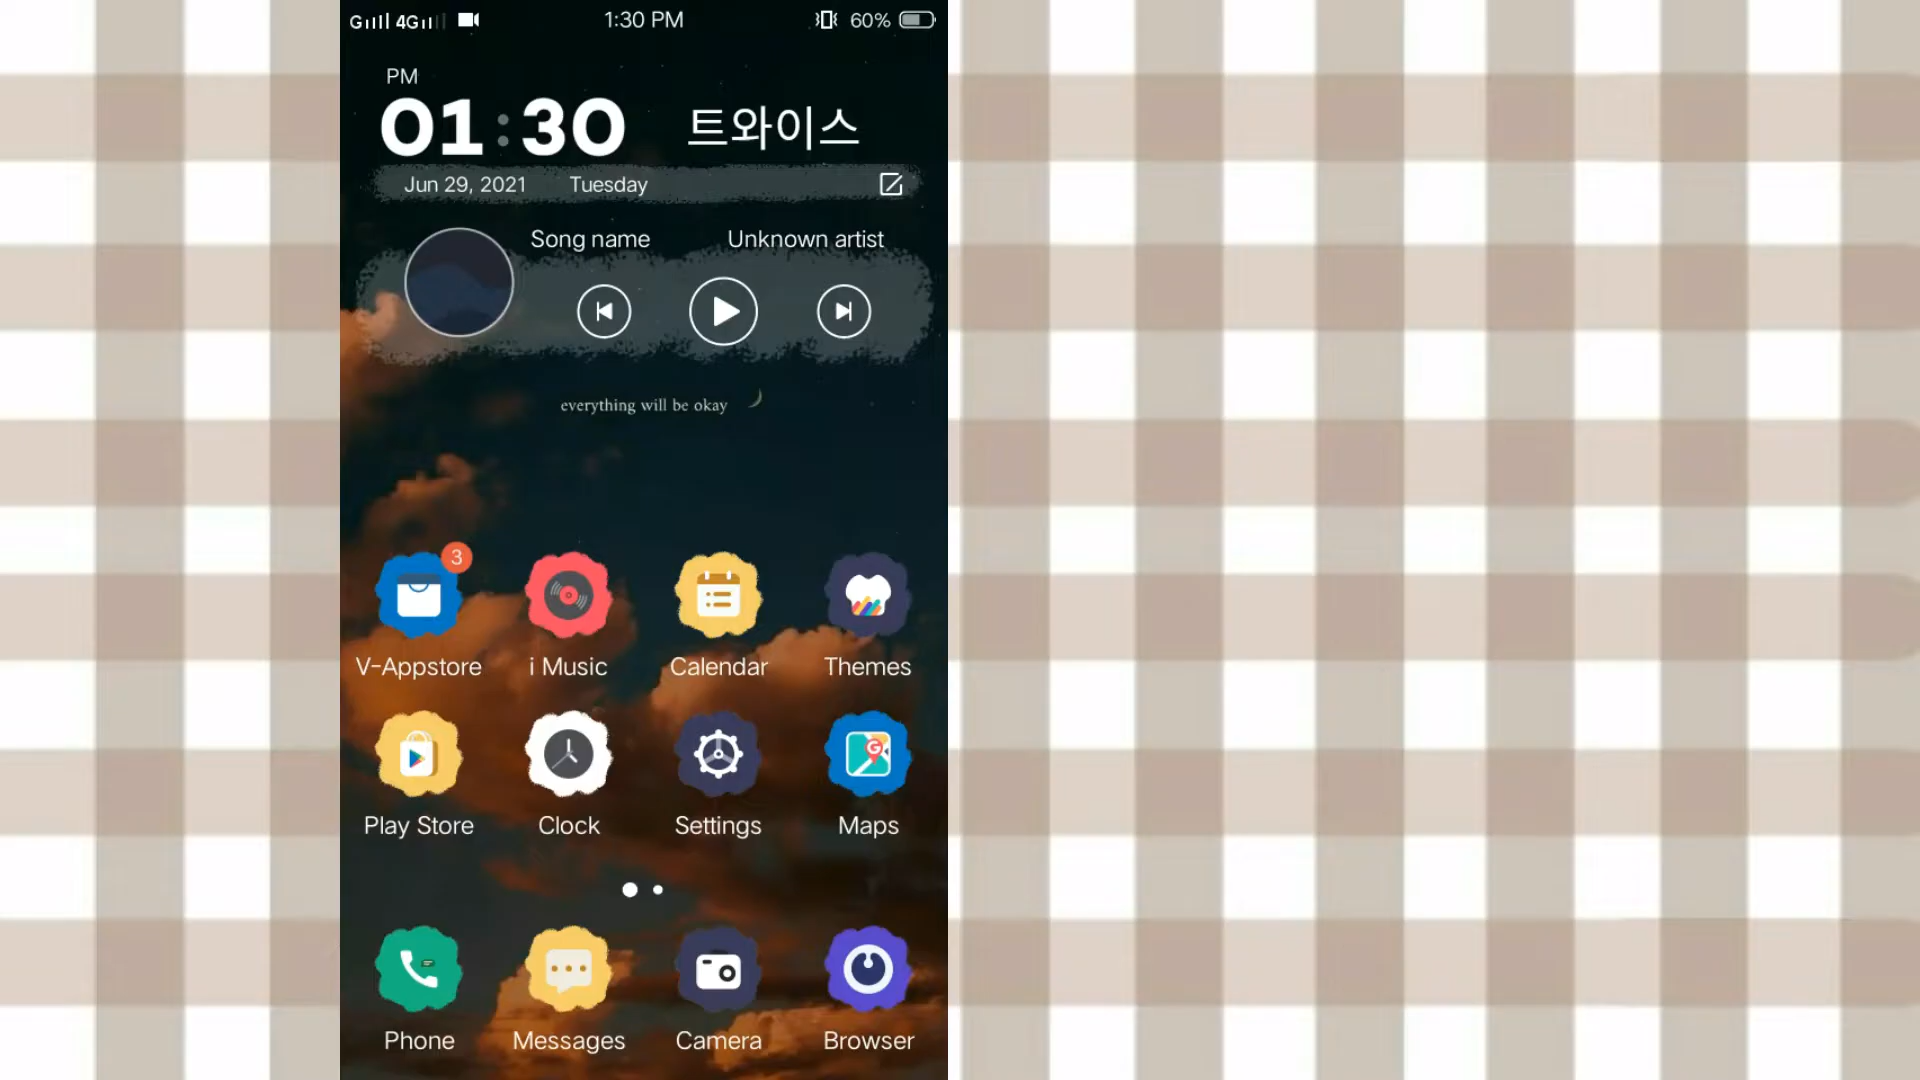 G 4G 1:30 PM 60%
PM
01:30 트와이스
Jun 29, 2021 Tuesday
Song name Unknown artist
everything will be okay
3
V-Appstore i Music Calendar Themes
G
Play Store Clock Settings Maps
Phone Messages Camera Browser